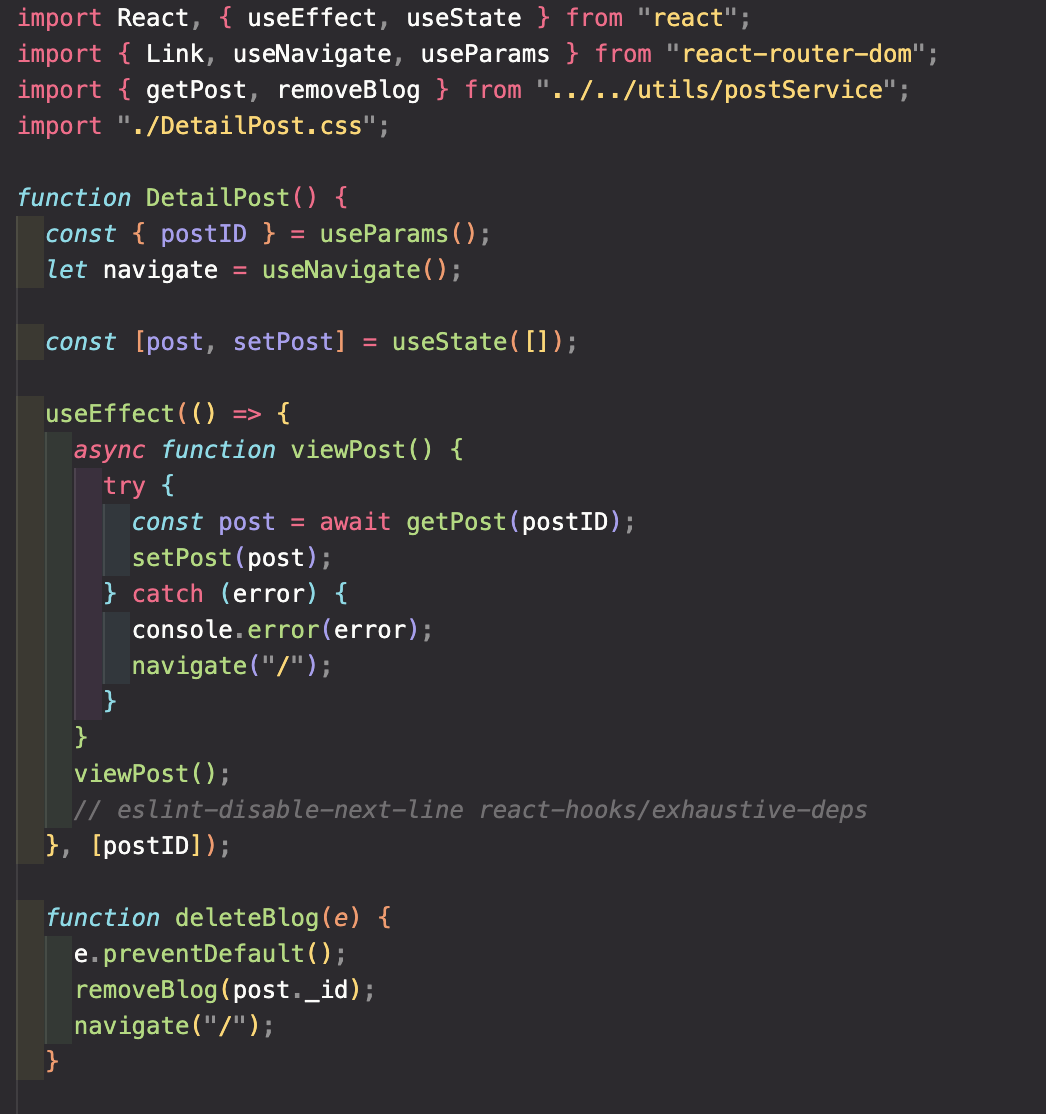 import React, { useEffect, useState } from "react";
import { Link, useNavigate, useParams } from "react-router-dom";
import { getPost, removeBlog } from "../../utils/postService";
import "./DetailPost.css";

function DetailPost() {
  const { postID } = useParams();
  let navigate = useNavigate();

  const [post, setPost] = useState([]);

  useEffect(() => {
    async function viewPost() {
      try {
        const post = await getPost(postID);
        setPost(post);
      } catch (error) {
        console.error(error);
        navigate("/");
      }
    }
    viewPost();
    // eslint-disable-next-line react-hooks/exhaustive-deps
  }, [postID]);

  function deleteBlog(e) {
    e.preventDefault();
    removeBlog(post._id);
    navigate("/");
  }